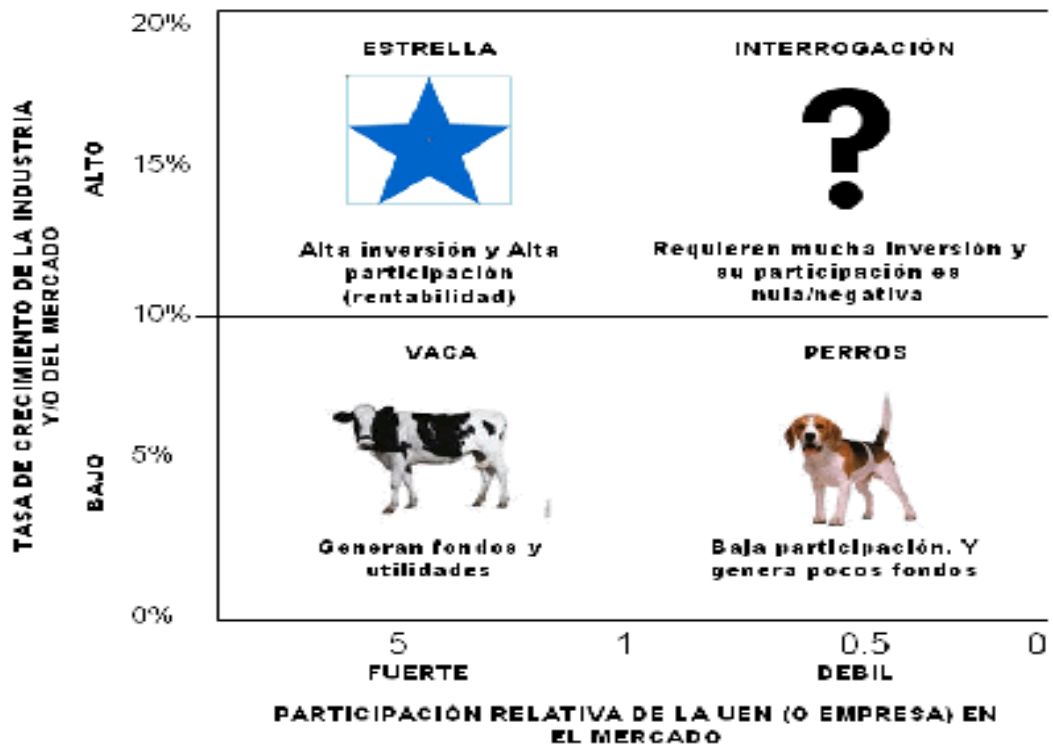 20%
ESTRELLA
INTERROGACIÓN
?
15%
Alta inversión y Alta
participación
(rentabilidad)
Requieren mucha inversión y
su participación es
nula/negativa
10%
VACA
PERROS
5%
Generan fondos y
utilidades
Baja participación. Y
genera pocos fondos
0%
TASA DE CRECIMIENTO DE LA INDUSTRIA
Y/O DEL MERCADO
ALTO
BAJO
5
1
0.5
0
FUERTE
DEBIL
PARTICIPACIÓN RELATIVA DE LA UEN (O EMPRESA) EN
EL MERCADO